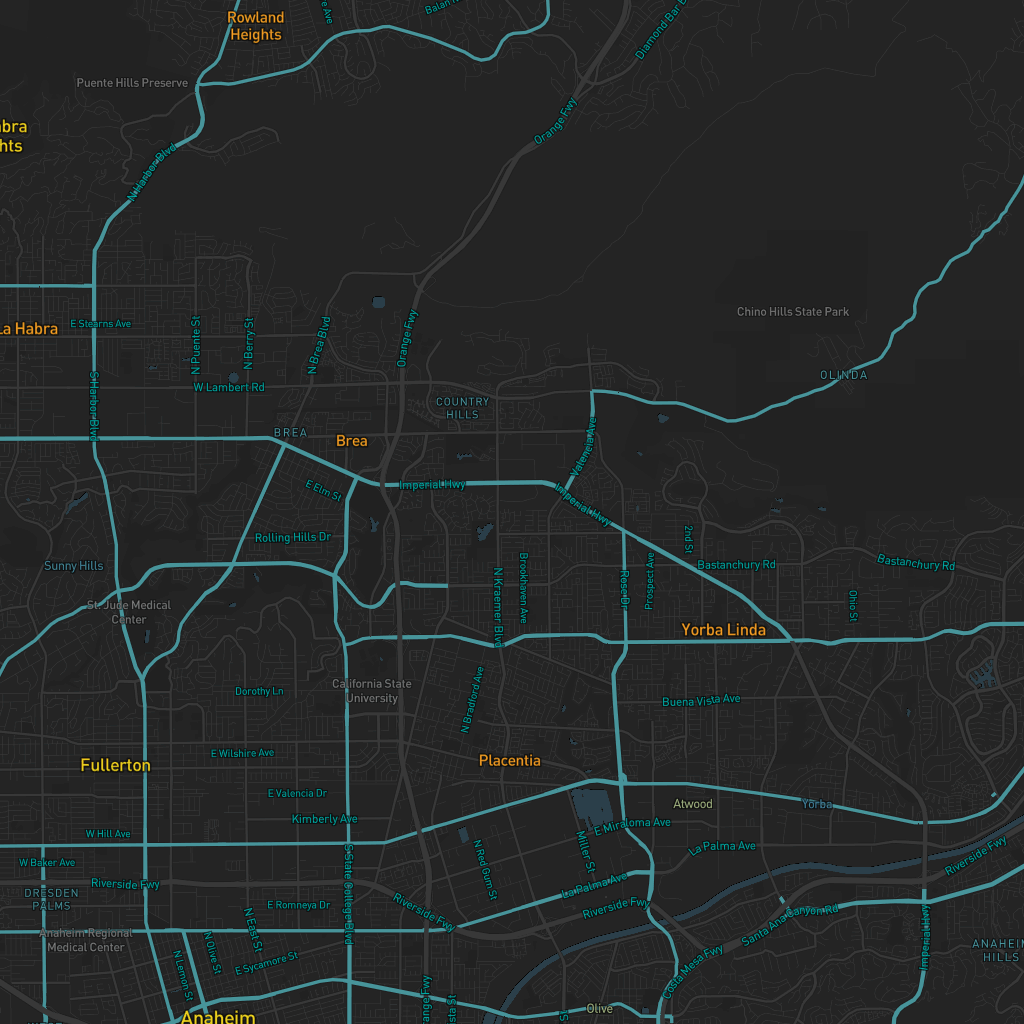 Rowland
Heights
Diamond Bar
Puente Hills Preserve
Orange Fwy
N Harbor Blvd
Chino Hills State Park
E Stearns Ave
La Habra
N Puente St
N Berry St
N Brea Blvd
Orange Fwy
OLINDA
W Lambert Rd
COUNTRY
HILLS
S Harbor Blvd
BREA
Brea
Valencia Ave
Imperial Hwy
E Elm St
Imperial Hwy
Rolling Hills Dr
2nd St
Bastanchury Rd
Bastanchury Rd
Sunny Hills
Brookhaven Ave
Rose Dr
Prospect Ave
Ohio St
St. Jude Medical
Center
N Kraemer Blvd
Yorba Linda
California State
University
Dorothy Ln
N Bradford Ave
Buena Vista Ave
E Wilshire Ave
Fullerton
Placentia
E Valencia Dr
Atwood
Yorba
Kimberly Ave
W Hill Ave
E Miraloma Ave
Miller St
La Palma Ave
Riverside Fwy
W Baker Ave
N Red Gum St
Riverside Fwy
La Palma Ave
DRESDEN
PALMS
S State College Blvd
E Romneya Dr
Riverside Fwy
Riverside Fwy
Santa Ana Canyon Rd
Anaheim Regional
Medical Center
N East St
N Olive St
N Lemon St
E Sycamore St
Imperial Hwy
ANAHEIM
HILLS
Costa Mesa Fwy
Olive
Anaheim